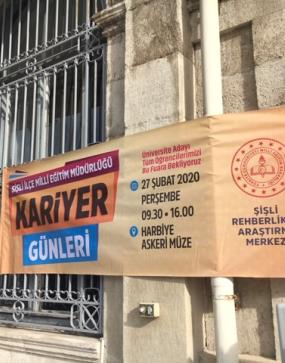 ŞİŞLİ İLÇE MİLLİ EĞİTİM MÜDÜRLÜĞÜ
KARİYER
GÜNLERİ
Üniversite Adayı
Tüm Öğrencilerimizi
Bu Fuara Bekliyoruz
27 ŞUBAT 2020
PERŞEMBE
09.30 - 16.00
HARBİYE
ASKERİ MÜZE
ŞİŞLİ
REHBERLİK
ARAŞTIRM
MERKEZ